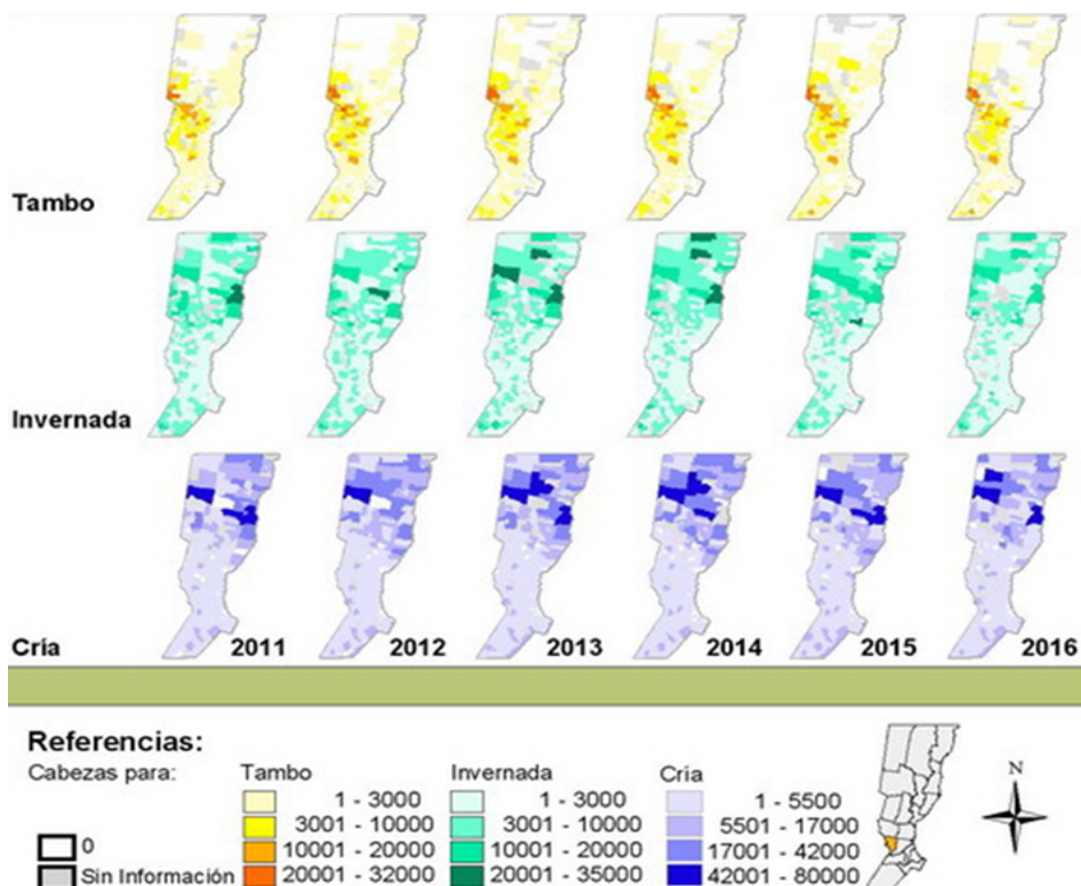 Tambo
Invernada
Cría 2011 2012 2013 2014 2015 2016
Referencias:
Cabezas para: Tambo Invernada Cría
1 - 3000 1 - 3000 1 - 5500
3001 - 10000 3001 - 10000 5501 - 17000
0 10001 - 20000 10001 - 20000 17001 - 42000
Sin Información 20001 - 32000 20001 - 35000 42001 - 80000
N